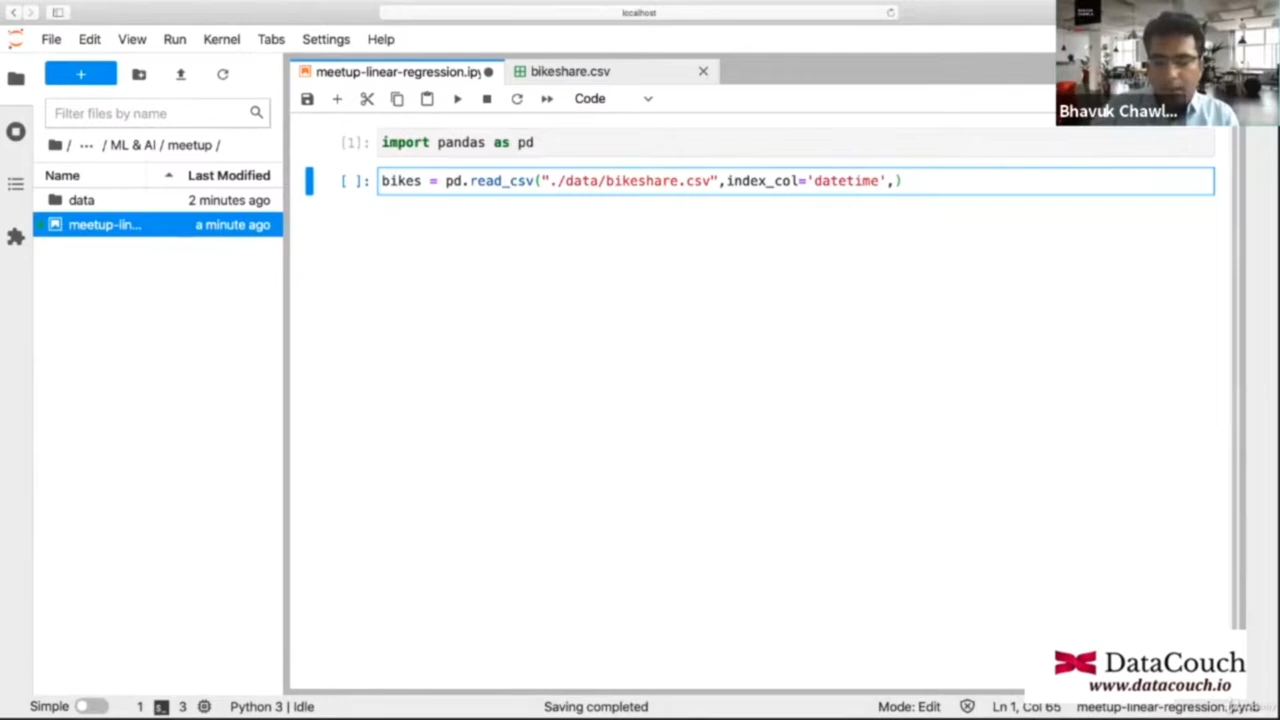 localhost
File Edit View Run Kernel Tabs Settings Help
meetup-linear-regression.ipy
bikeshare.csv
Code
Filter files by name
/ ··· / ML & AI / meetup /
Name Last Modified
data 2 minutes ago
meetup-lin... a minute ago
[1]: import pandas as pd
[ ]: bikes = pd.read_csv("./data/bikeshare.csv",index_col='datetime',)
Bhavuk Chawl...
DataCouch
www.datacouch.io
Simple 1 3 Python 3 | Idle Saving completed Mode: Edit Ln 1, Col 65 meetup-linear-regression.ipynb